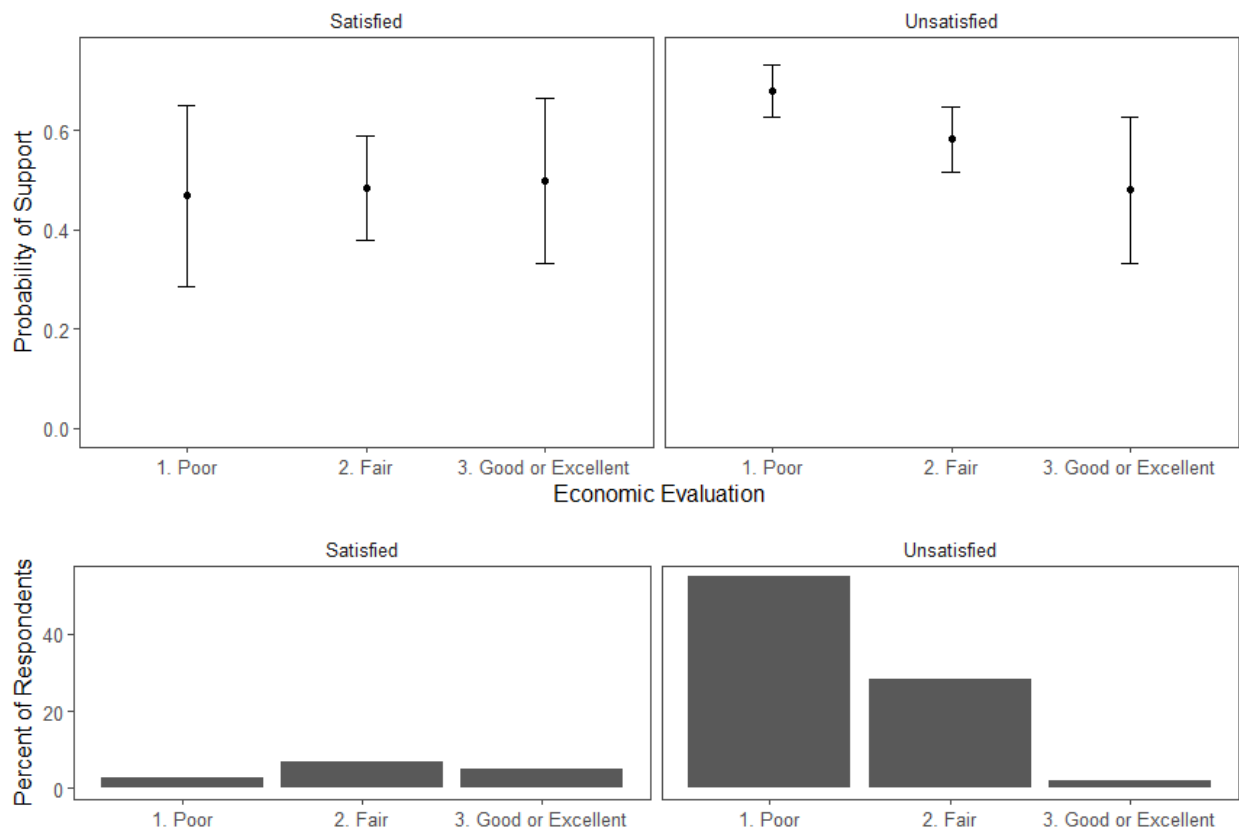 Satisfied
Unsatisfied
Probability of Support
0.6
0.4
0.2
0.0
1. Poor
2. Fair
3. Good or Excellent
1. Poor
2. Fair
3. Good or Excellent
Economic Evaluation
Satisfied
Unsatisfied
Percent of Respondents
40
20
0
1. Poor
2. Fair
3. Good or Excellent
1. Poor
2. Fair
3. Good or Excellent